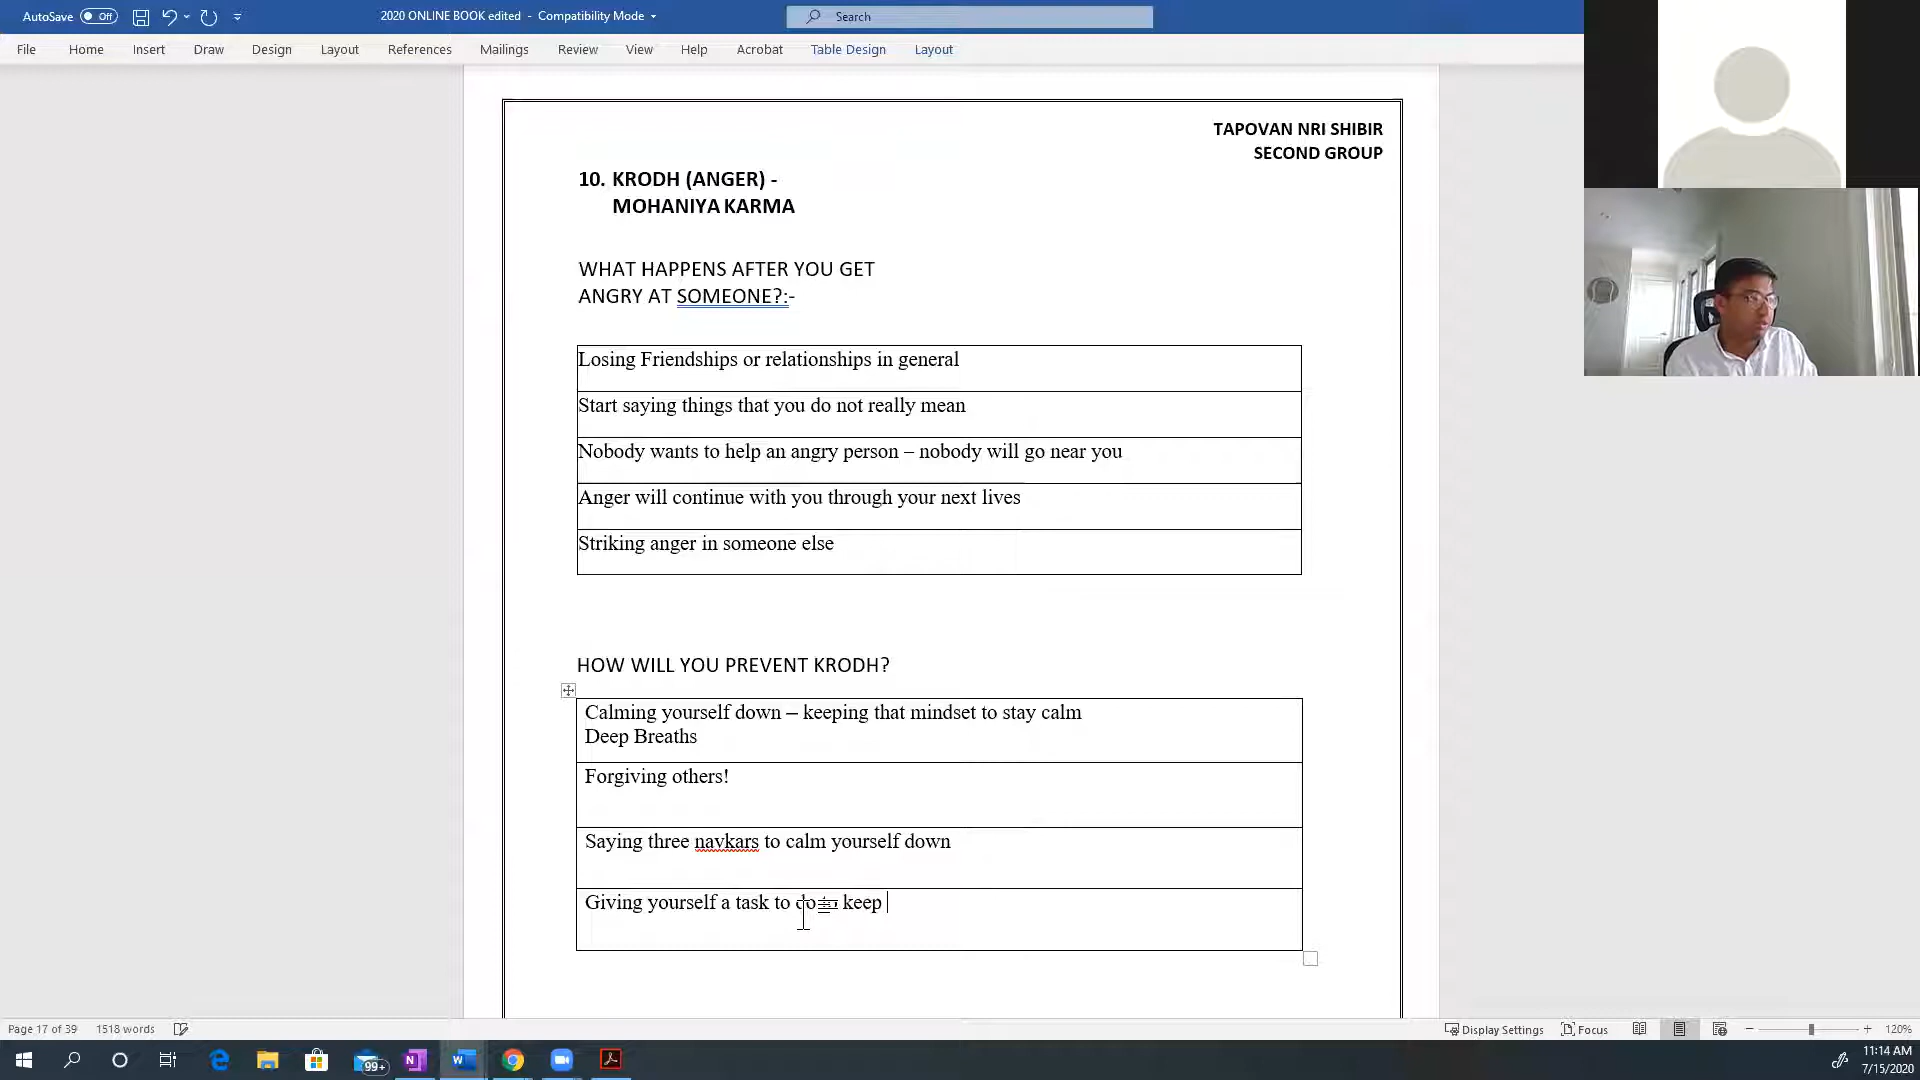 AutoSave Off 2020 ONLINE BOOK edited - Compatibility Mode Search
File Home Insert Draw Design Layout References Mailings Review View Help Acrobat Table Design Layout
TAPOVAN NRI SHIBIR
SECOND GROUP
10. KRODH (ANGER) -
MOHANIYA KARMA
WHAT HAPPENS AFTER YOU GET
ANGRY AT SOMEONE?:-
Losing Friendships or relationships in general
Start saying things that you do not really mean
Nobody wants to help an angry person – nobody will go near you
Anger will continue with you through your next lives
Striking anger in someone else
HOW WILL YOU PREVENT KRODH?
Calming yourself down – keeping that mindset to stay calm
Deep Breaths
Forgiving others!
Saying three navkars to calm yourself down
Giving yourself a task to keep
Page 17 of 39 1518 words Display Settings Focus 120%
99+ 11:14 AM
7/15/2020